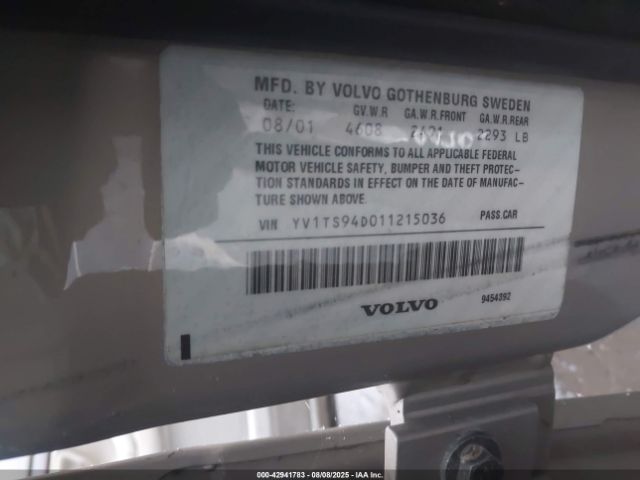 MFD. BY VOLVO GOTHENBURG SWEDEN
DATE: GV.W.R GA.W.R.FRONT GA.W.R.REAR
08/01 4608 2293 LB
THIS VEHICLE CONFORMS TO ALL APPLICABLE FEDERAL
MOTOR VEHICLE SAFETY, BUMPER AND THEFT PROTEC-
TION STANDARDS IN EFFECT ON THE DATE OF MANUFAC-
TURE SHOWN ABOVE.
VIN YV1TS94D011215036 PASS.CAR
VOLVO 9454392
000-42941783 - 08/08/2025 - IAA Inc.